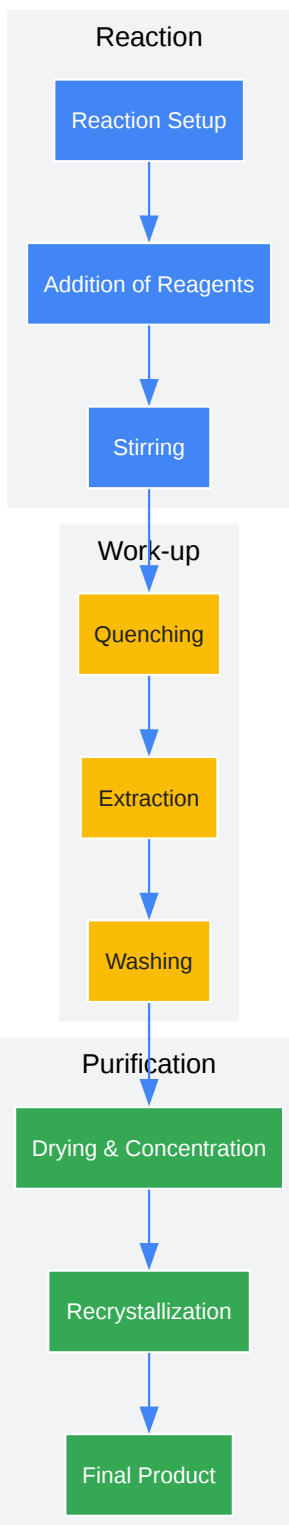 Reaction
Reaction Setup
Addition of Reagents
Stirring
Work-up
Quenching
Extraction
Washing
Purification
Drying & Concentration
Recrystallization
Final Product